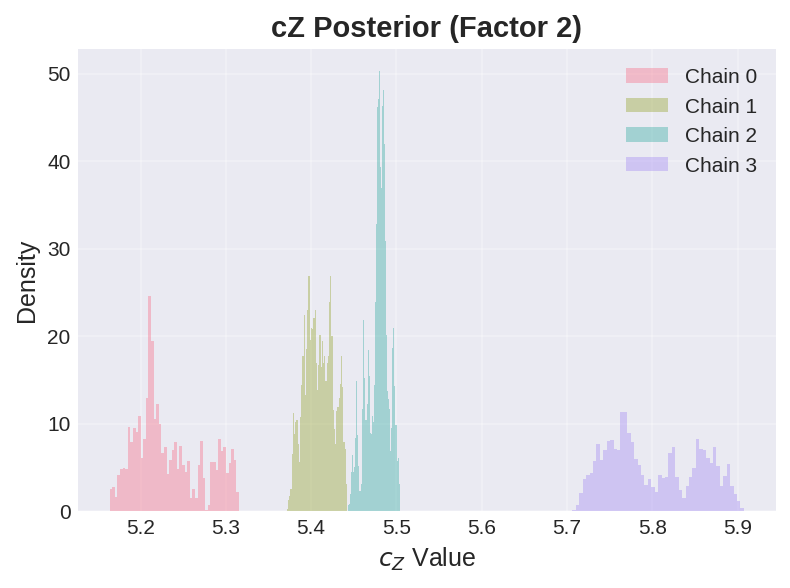 cZ Posterior (Factor 2)
Chain 0
Chain 1
Chain 2
Chain 3
Density
50
40
30
20
10
0
5.2 5.3 5.4 5.5 5.6 5.7 5.8 5.9
c_Z Value